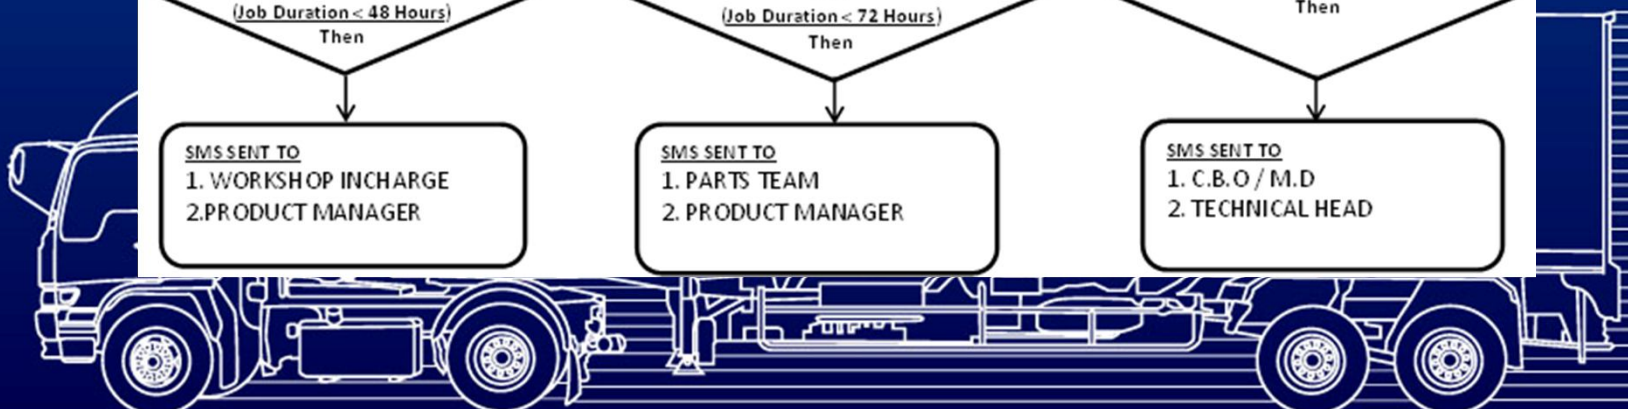 (Job Duration < 48 Hours)
Then
(Job Duration < 72 Hours)
Then
Then
SMS SENT TO
1. WORKSHOP INCHARGE
2.PRODUCT MANAGER
SMS SENT TO
1. PARTS TEAM
2. PRODUCT MANAGER
SMS SENT TO
1. C.B.O / M.D
2. TECHNICAL HEAD